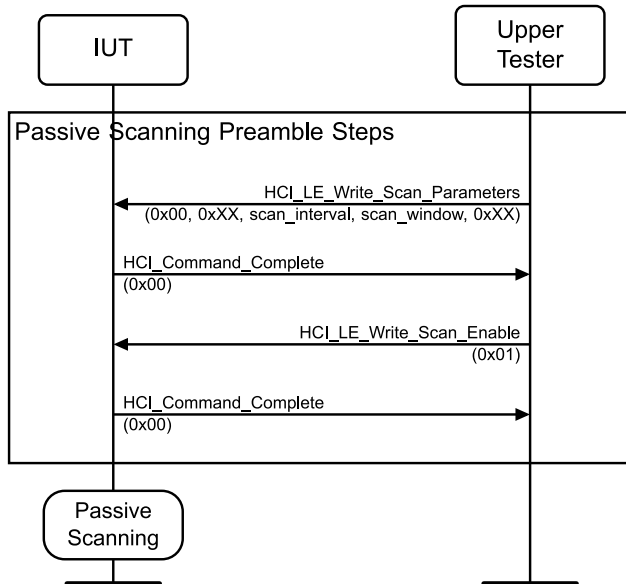 IUT
Upper
Tester
Passive Scanning Preamble Steps
HCI_LE_Write_Scan_Parameters
(0x00, 0xXX, scan_interval, scan_window, 0xXX)
HCI_Command_Complete
(0x00)
HCI_LE_Write_Scan_Enable
(0x01)
HCI_Command_Complete
(0x00)
Passive
Scanning